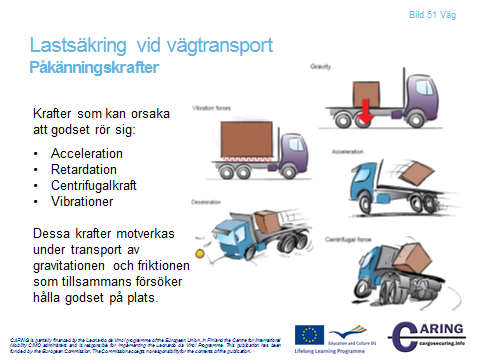 Bild 51 Väg
Lastsäkring vid vägtransport
Påkänningskrafter
Krafter som kan orsaka
att godset rör sig:
• Acceleration
• Retardation
• Centrifugalkraft
• Vibrationer
Dessa krafter motverkas
under transport av
gravitationen och friktionen
som tillsammans försöker
hålla godset på plats.
Gravity
Vibration forces
Acceleration
Deceleration
Centrifugal force
CARING is partially financed by the Leonardo da Vinci programme of the European Union. In Finland the Centre for International
Mobility CIMO administers and is responsible for implementing the Leonardo da Vinci Programme. This publication has been
funded by the European Commission. The Commission accepts no responsibility for the contents of the publication.
Education and Culture DG
Lifelong Learning Programme
CARING
cargosecuring.info